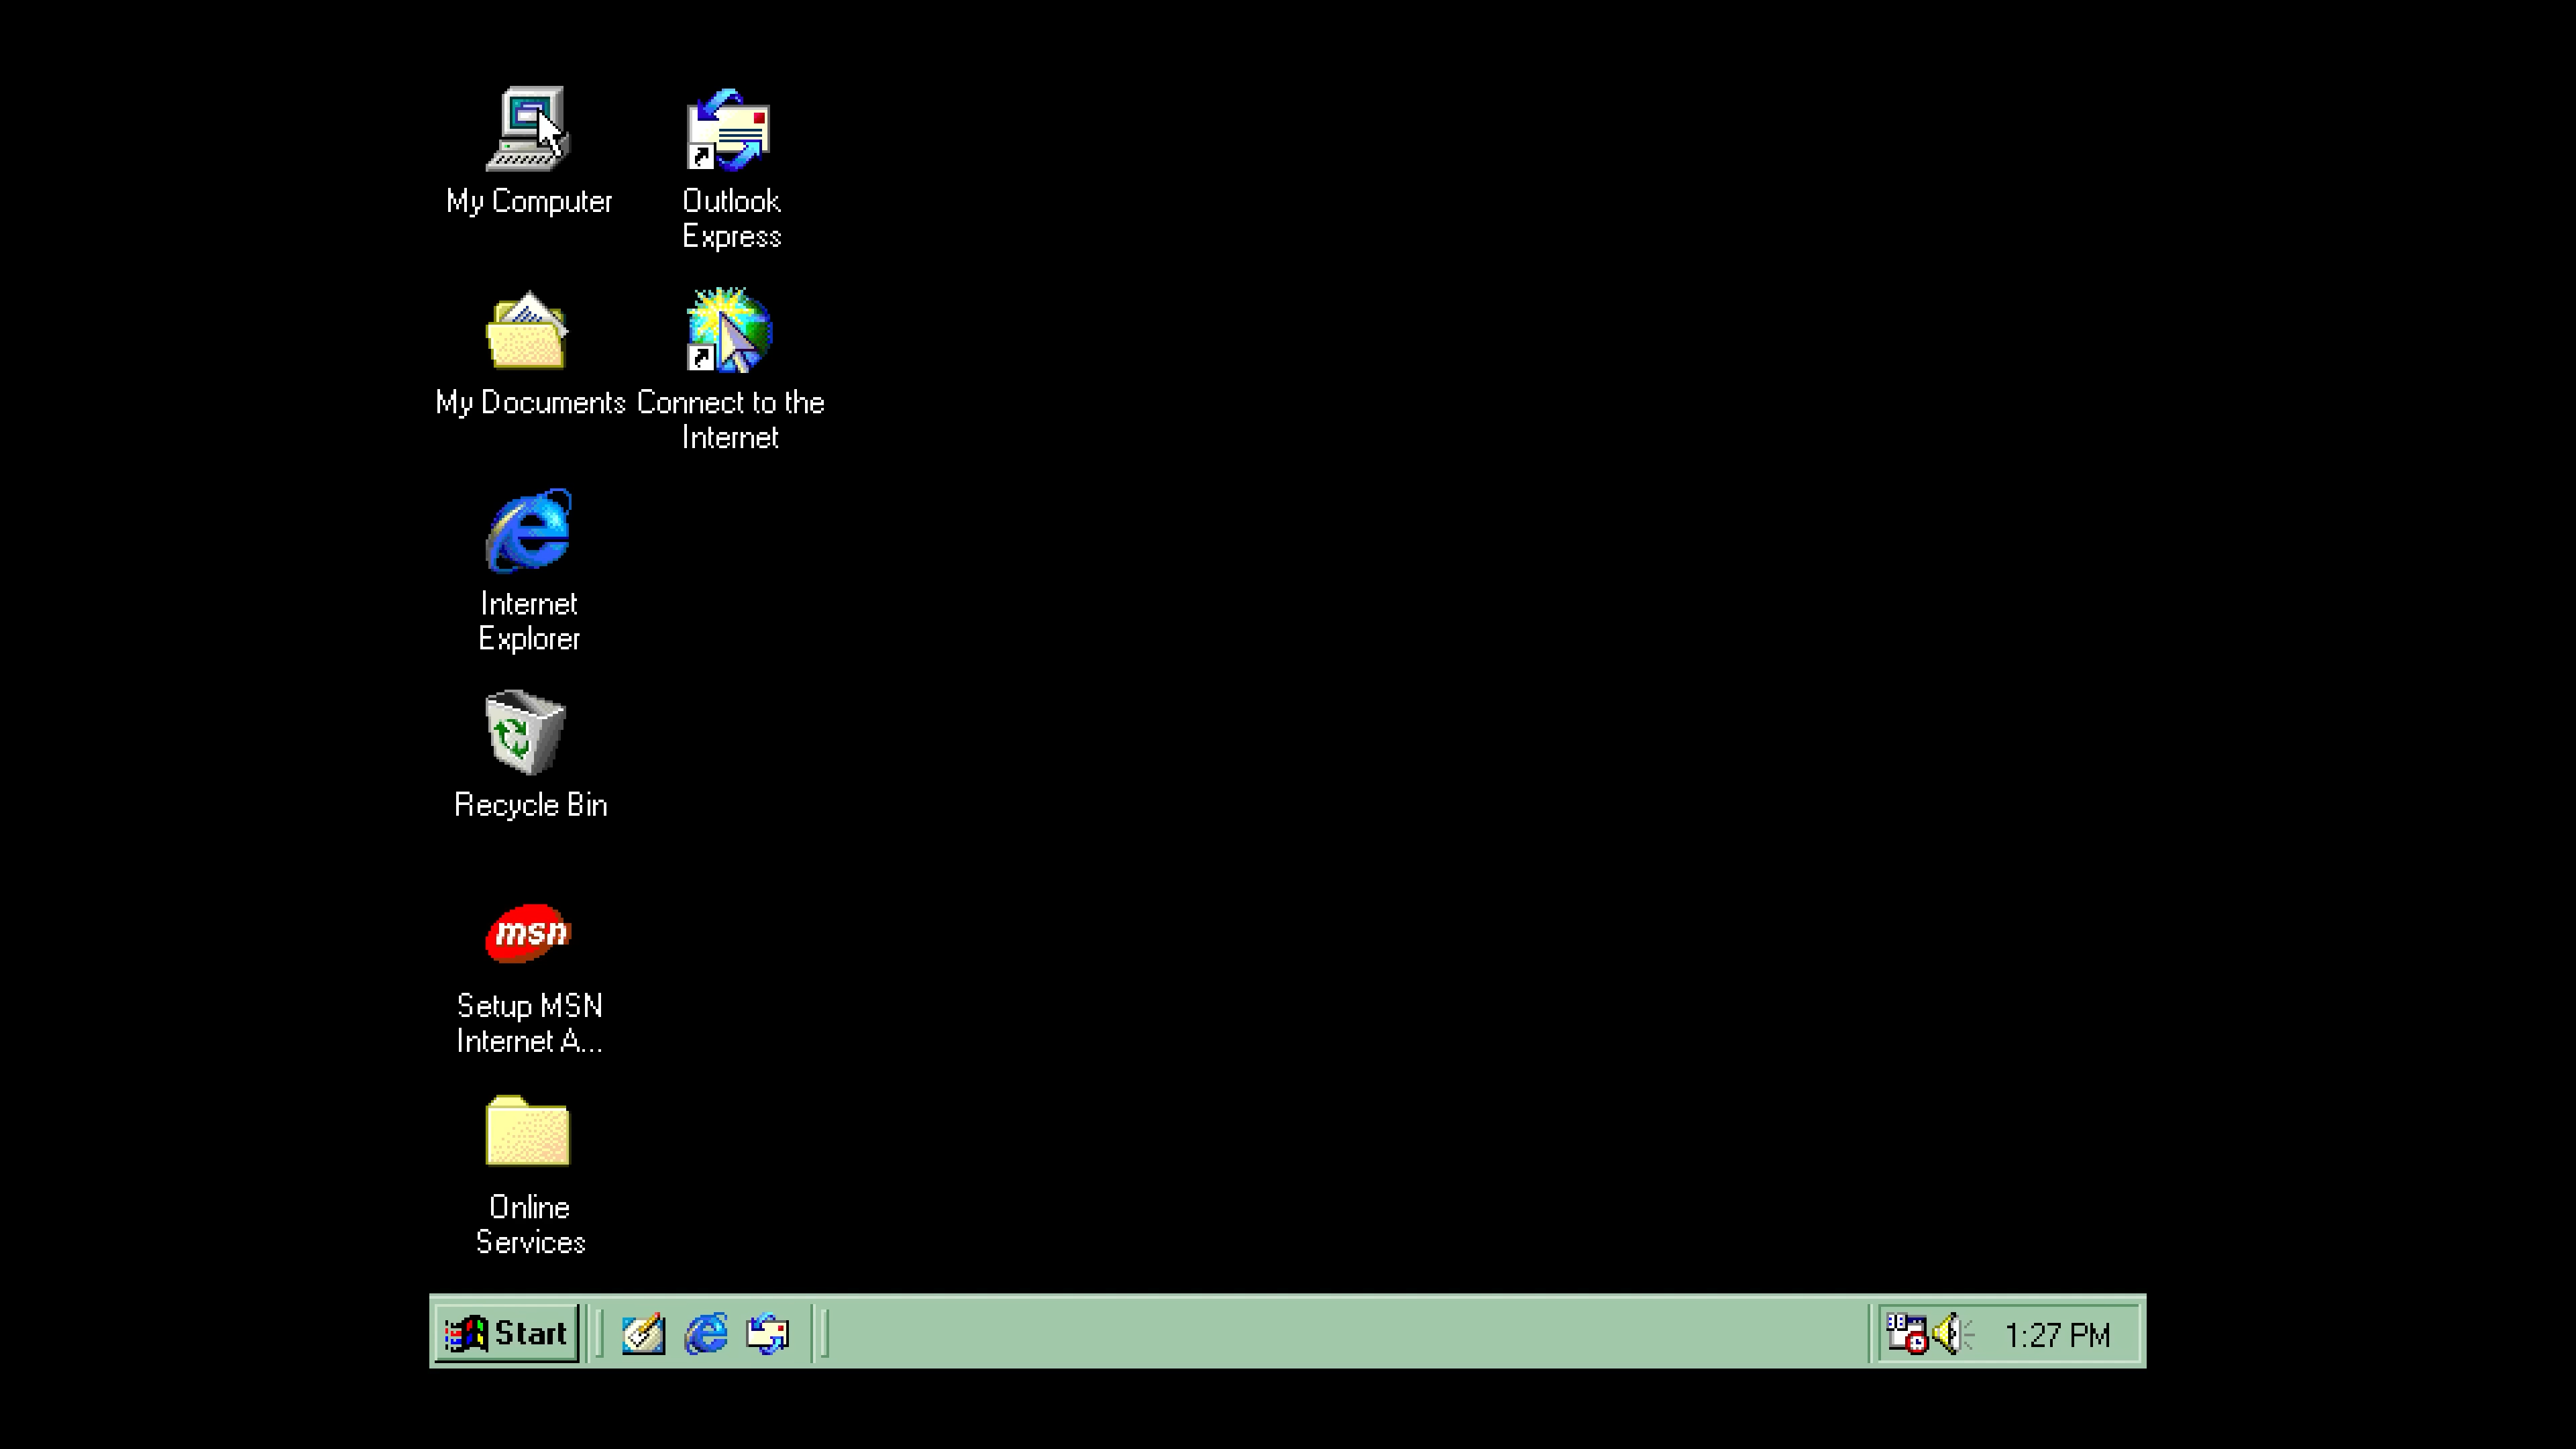 My Computer
Outlook
Express
My Documents
Connect to the
Internet
Internet
Explorer
Recycle Bin
msn
Setup MSN
Internet A...
Online
Services
Start
1:27 PM